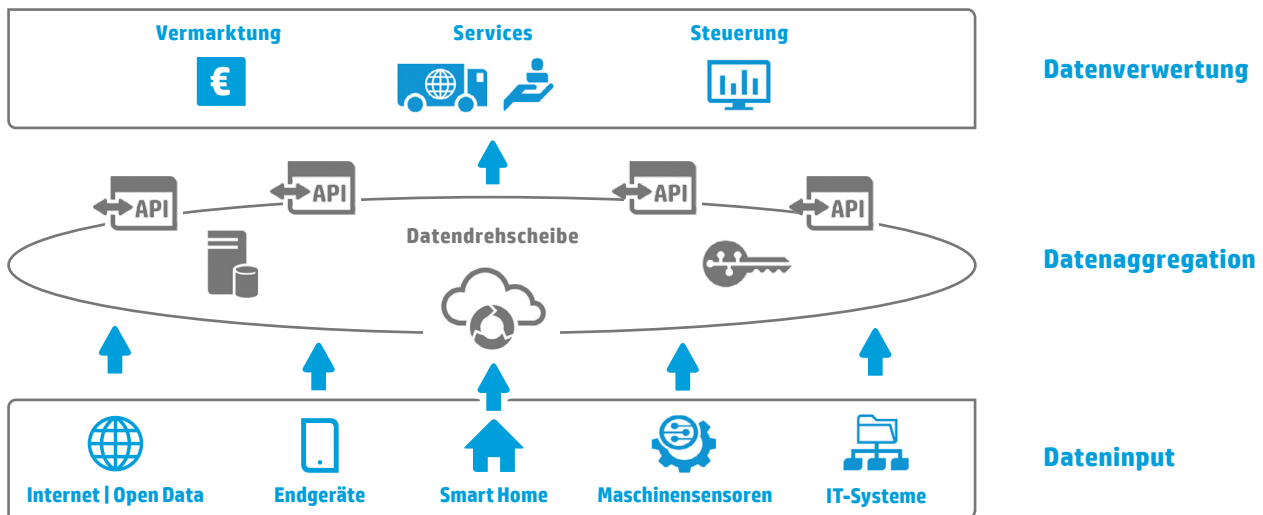 Vermarktung
Services
Steuerung
€
Datenverwertung
API
API
API
API
Datendrehscheibe
Datenaggregation
Internet | Open Data
Endgeräte
Smart Home
Maschinensensoren
IT-Systeme
Dateninput